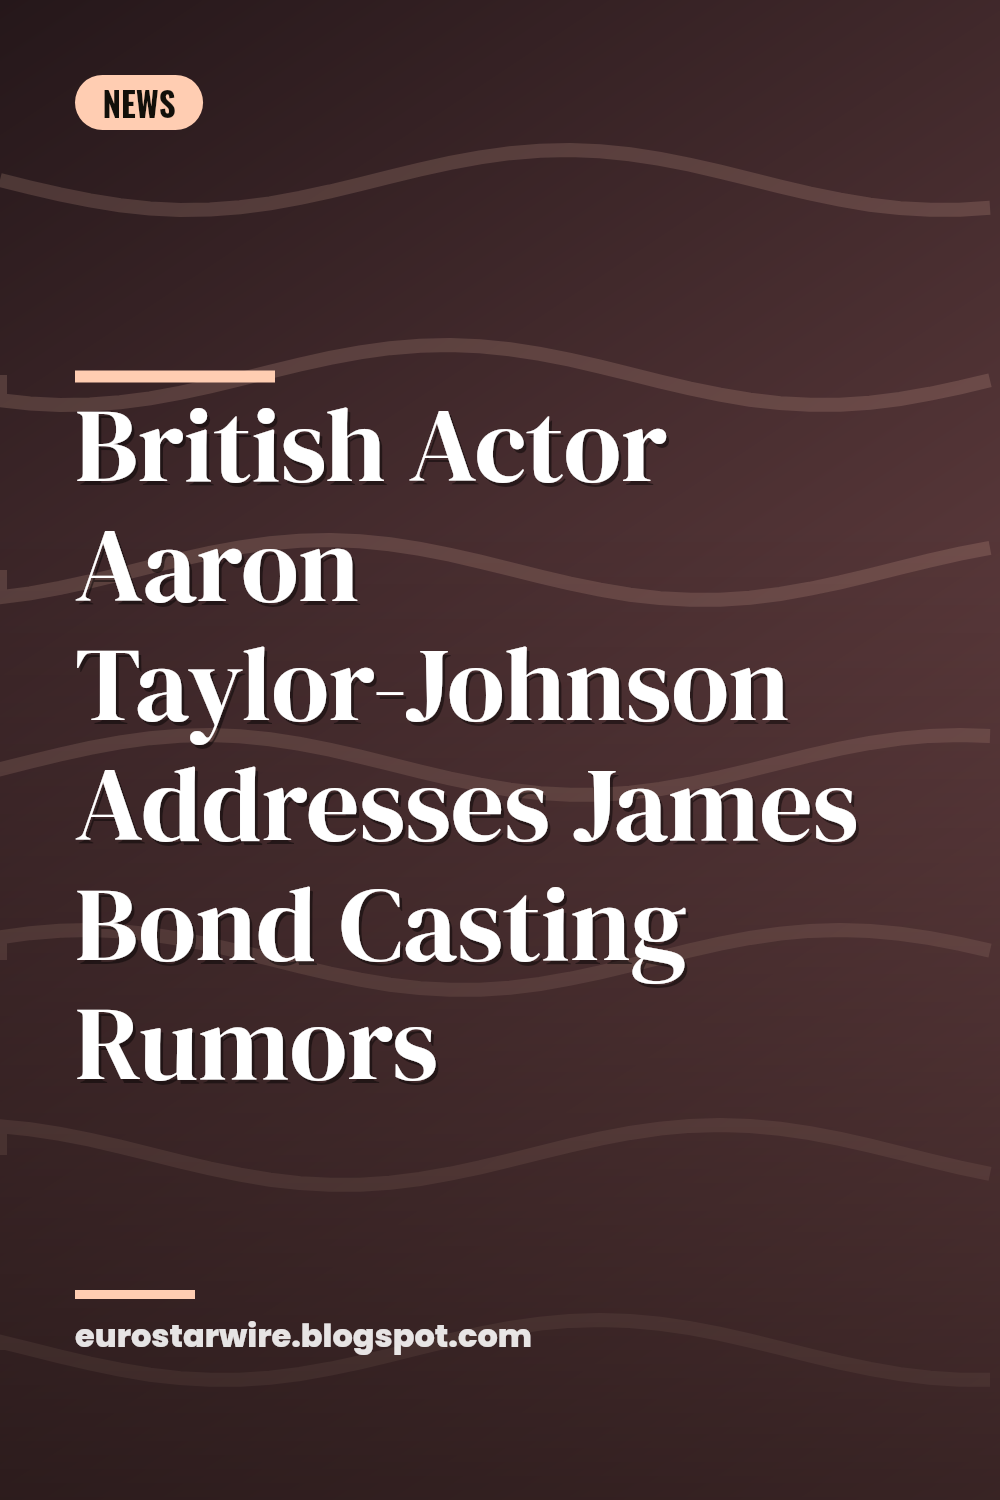 NEWS
British Actor
Aaron
Taylor-Johnson
Addresses James
Bond Casting
Rumors
eurostarwire.blogspot.com